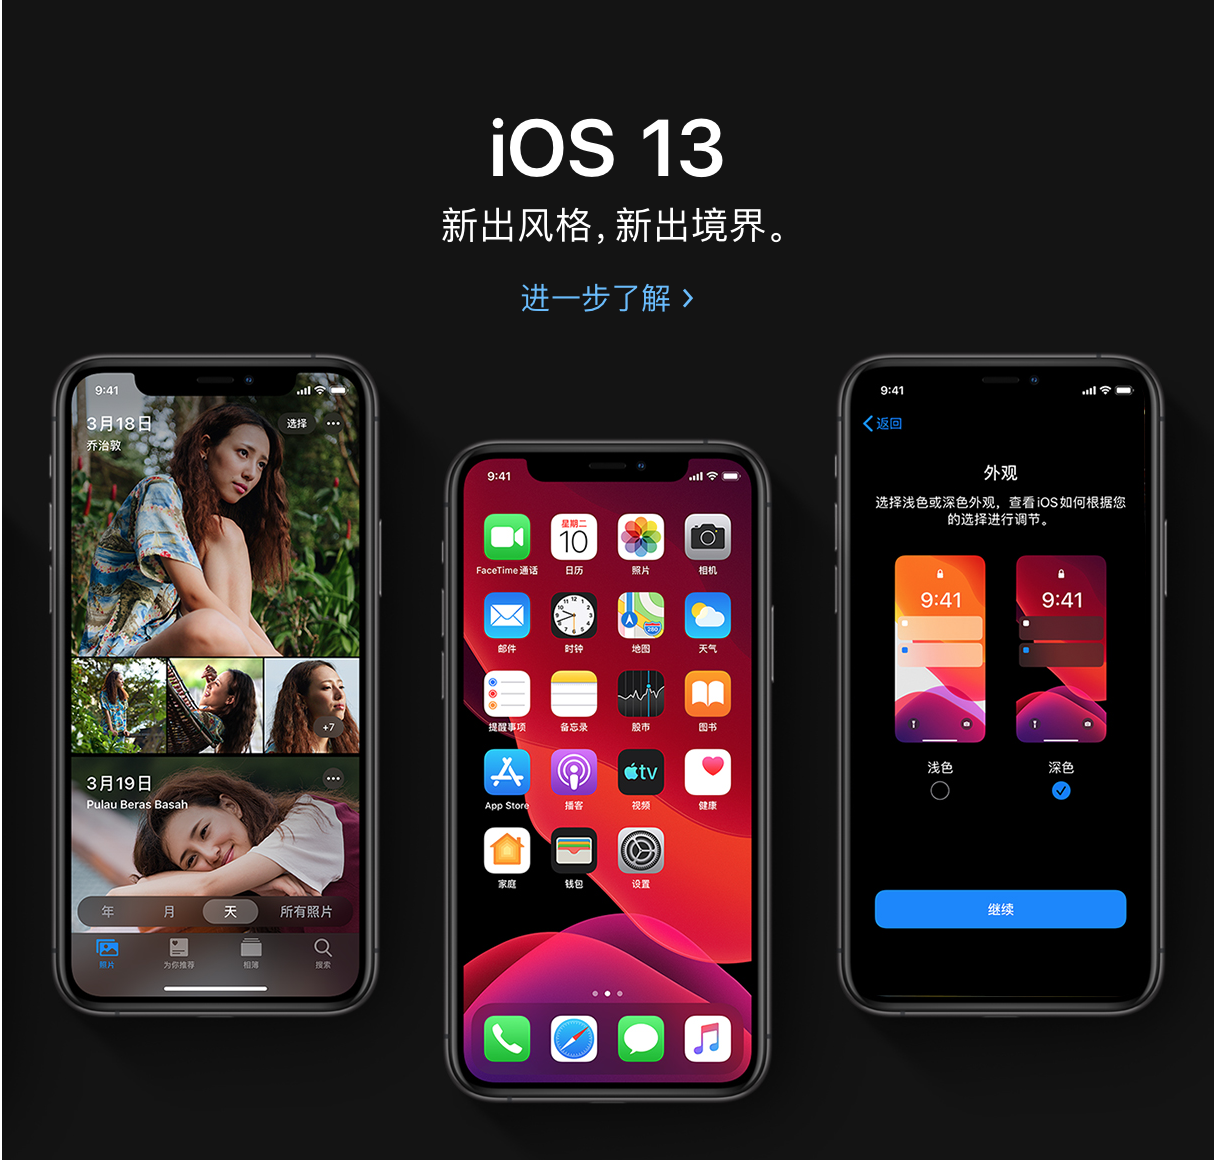 iOS 13
新出风格，新出境界。
进一步了解 >
9:41
3月18日
乔治敦
选择
+7
3月19日
Pulau Beras Basah
年 月 天 所有照片
照片 为你推荐 相簿 搜索
9:41
星期二
10
FaceTime 通话 日历 照片 相机
280
邮件 时钟 地图 天气
提醒事项 备忘录 股市 图书
tv
App Store 播客 视频 健康
家庭 钱包 设置
9:41
返回
外观
选择浅色或深色外观，查看 iOS 如何根据您
的选择进行调节。
9:41 9:41
浅色 深色
继续